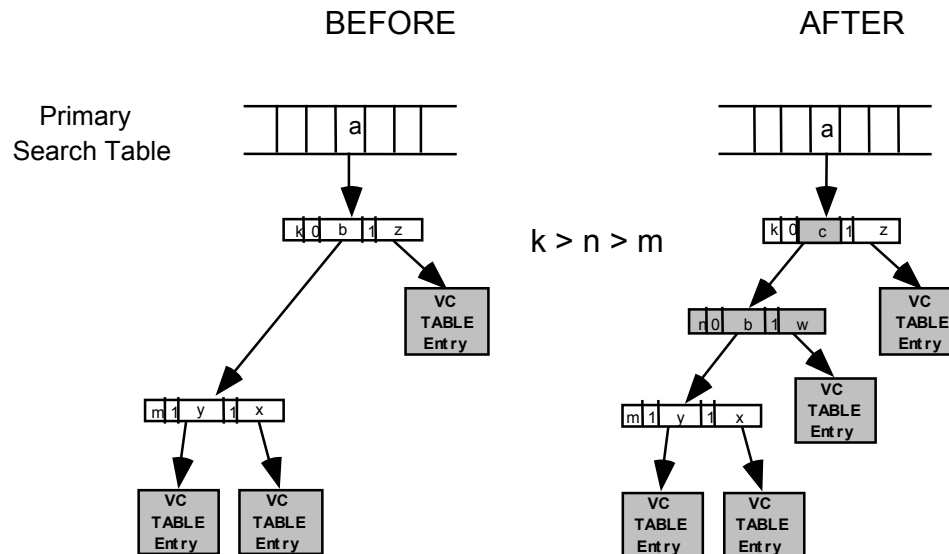 BEFORE
AFTER
Primary
Search Table
a
a
k 0 b 1 z
k > n > m
k 0 c 1 z
VC
TABLE
Entry
n 0 b 1 w
VC
TABLE
Entry
m 1 y 1 x
VC
TABLE
Entry
m 1 y 1 x
VC
TABLE
Entry
VC
TABLE
Entry
VC
TABLE
Entry
VC
TABLE
Entry